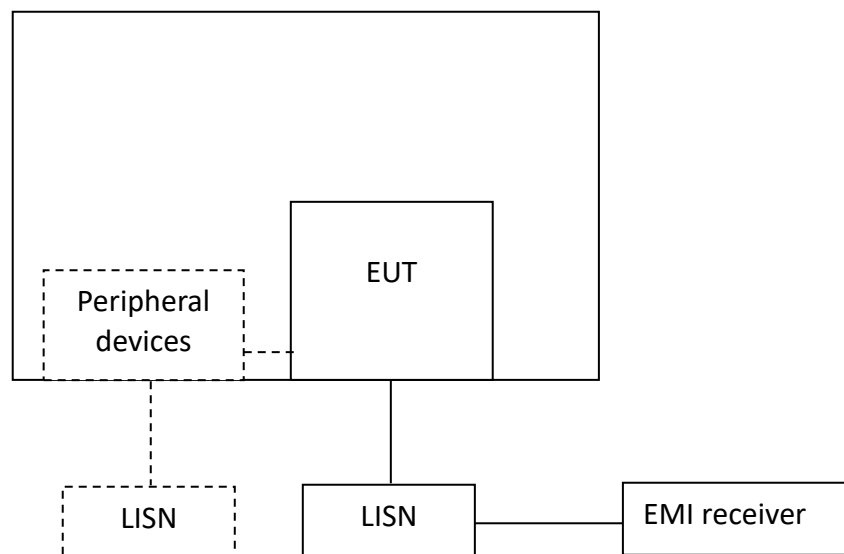 EUT
Peripheral
devices
LISN
LISN
EMI receiver